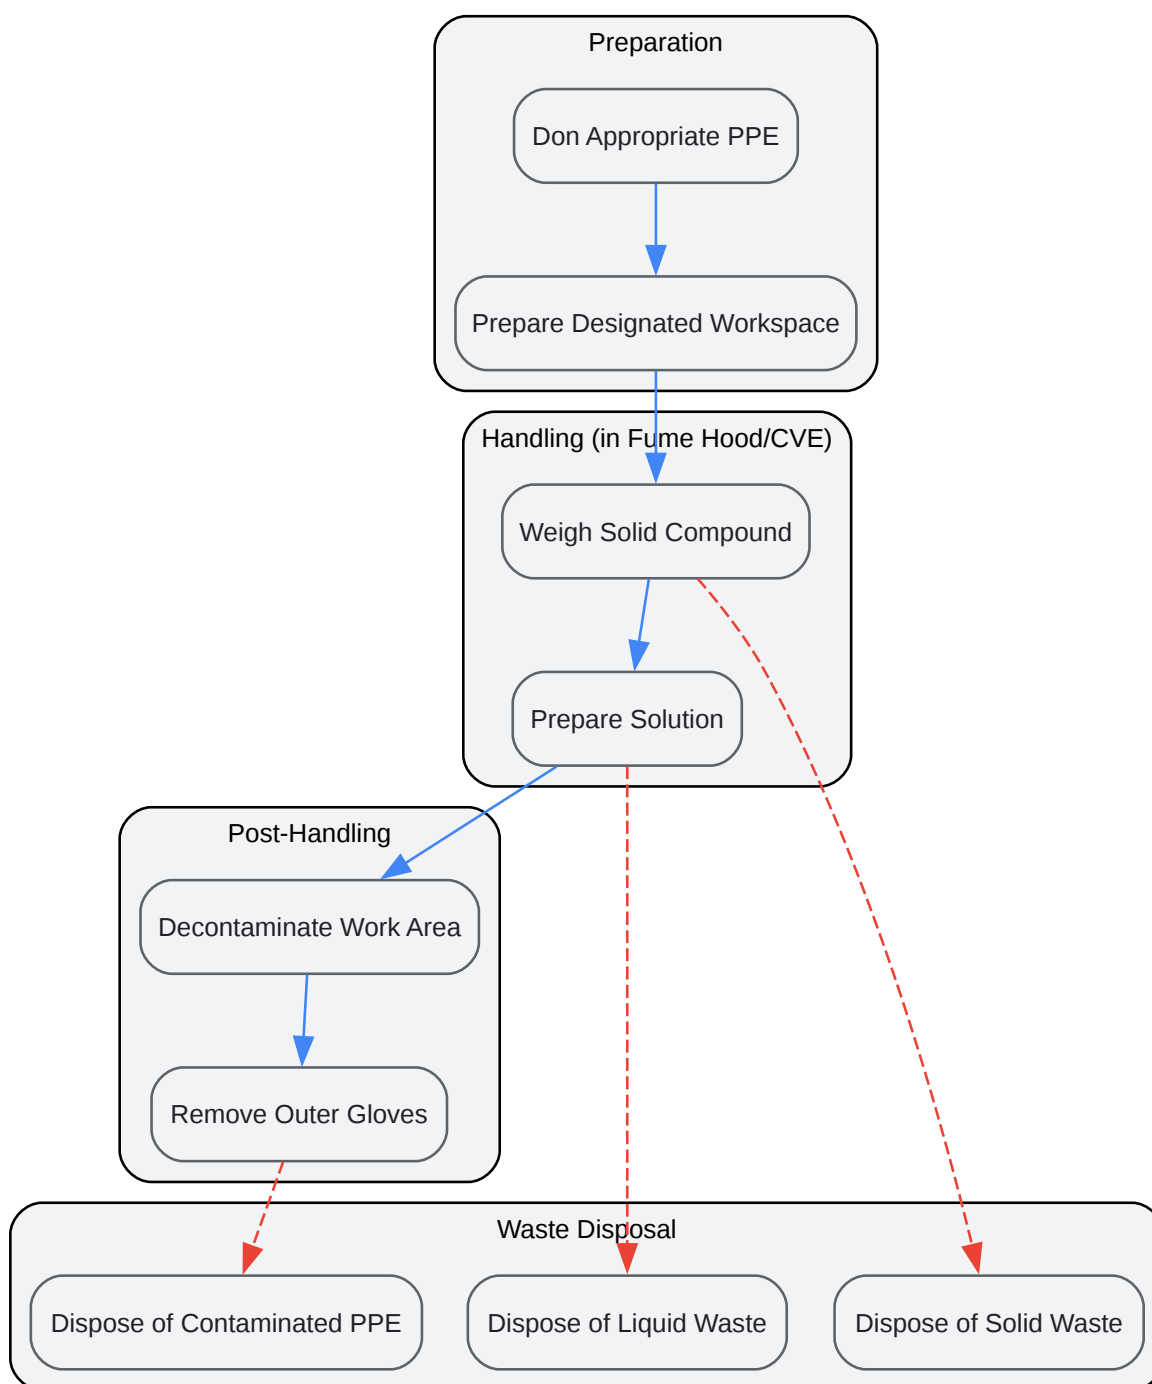 Preparation
Don Appropriate PPE
Prepare Designated Workspace
Handling (in Fume Hood/CVE)
Weigh Solid Compound
Prepare Solution
Post-Handling
Decontaminate Work Area
Remove Outer Gloves
Waste Disposal
Dispose of Contaminated PPE
Dispose of Liquid Waste
Dispose of Solid Waste